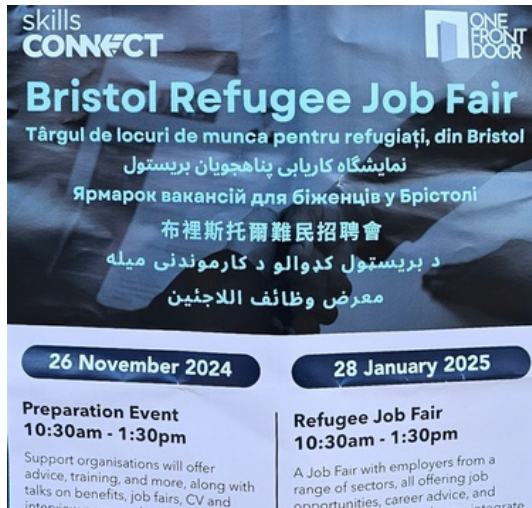 skills
CONNECT
ONE
FRONT
DOOR
Bristol Refugee Job Fair
Târgul de locuri de munca pentru refugiați, din Bristol
نمایشگاه کاریابی پناهجویان بریستول
Ярмарок вакансій для біженців у Брістолі
布裡斯托爾難民招聘會
د بریستول کډوالو د کارموندنی میله
معرض وظائف اللاجئين
26 November 2024
Preparation Event
10:30am - 1:30pm
Support organisations will offer
advice, training, and more, along with
talks on benefits, job fairs, CV and
28 January 2025
Refugee Job Fair
10:30am - 1:30pm
A Job Fair with employers from a
range of sectors, all offering job
opportunities, career advice, and
integrate